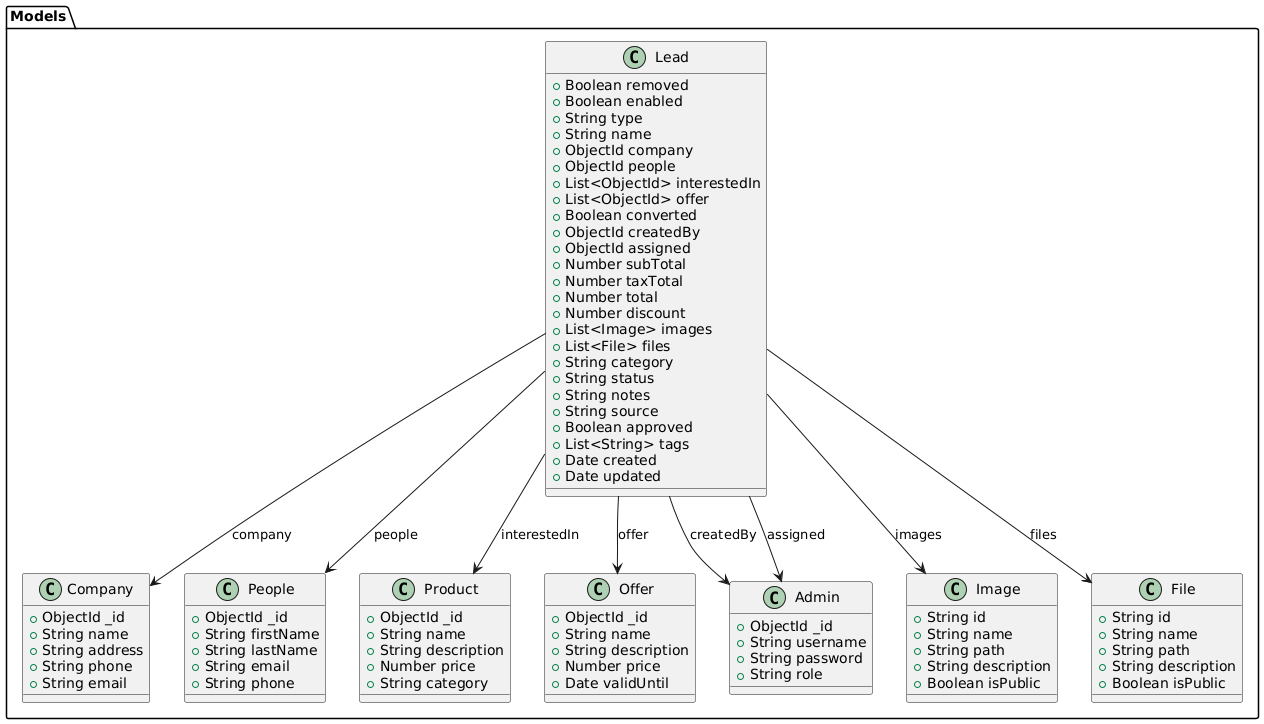 Models
C Lead
Boolean removed
Boolean enabled
String type
String name
ObjectId company
ObjectId people
List<ObjectId> interestedIn
List<ObjectId> offer
Boolean converted
ObjectId createdBy
ObjectId assigned
Number subTotal
Number taxTotal
Number total
Number discount
List<Image> images
List<File> files
String category
String status
String notes
String source
Boolean approved
List<String> tags
Date created
Date updated
company
people
interestedIn
offer
createdBy
assigned
images
files
C Company
ObjectId _id
String name
String address
String phone
String email
C People
ObjectId _id
String firstName
String lastName
String email
String phone
C Product
ObjectId _id
String name
String description
Number price
String category
C Offer
ObjectId _id
String name
String description
Number price
Date validUntil
C Admin
ObjectId _id
String username
String password
String role
C Image
String id
String name
String path
String description
Boolean isPublic
C File
String id
String name
String path
String description
Boolean isPublic